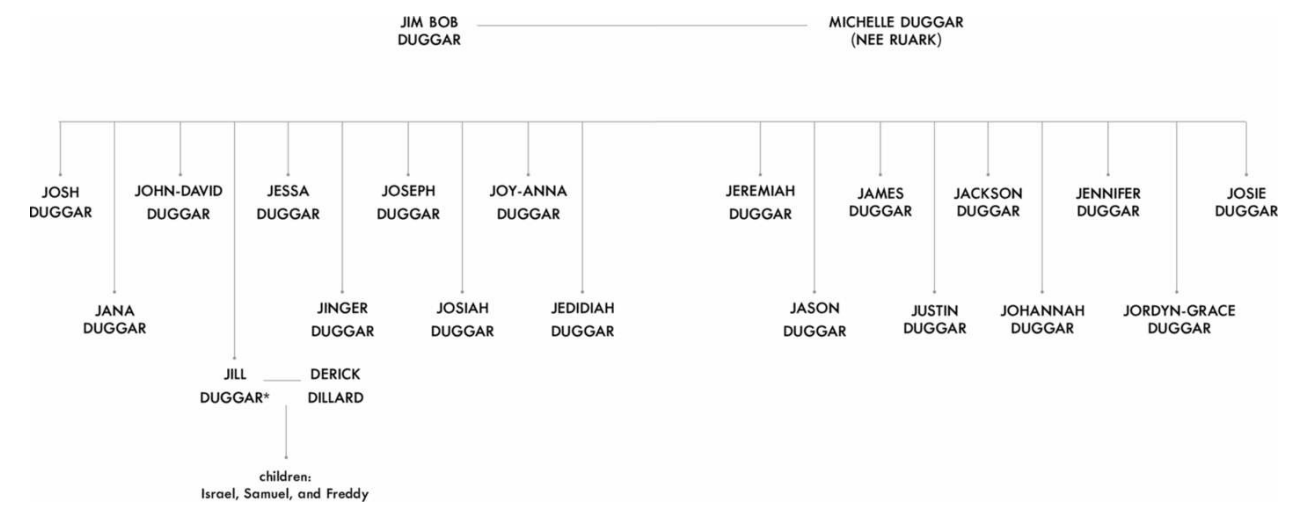 JIM BOB
DUGGAR
MICHELLE DUGGAR
(NEE RUARK)
JOSH
DUGGAR
JOHN-DAVID
DUGGAR
JESSA
DUGGAR
JOSEPH
DUGGAR
JOY-ANNA
DUGGAR
JEREMIAH
DUGGAR
JAMES
DUGGAR
JACKSON
DUGGAR
JENNIFER
DUGGAR
JOSIE
DUGGAR
JANA
DUGGAR
JINGER
DUGGAR
JOSIAH
DUGGAR
JEDIDIAH
DUGGAR
JASON
DUGGAR
JUSTIN
DUGGAR
JOHANNAH
DUGGAR
JORDYN-GRACE
DUGGAR
JILL
DUGGAR*
DERICK
DILLARD
children:
Israel, Samuel, and Freddy